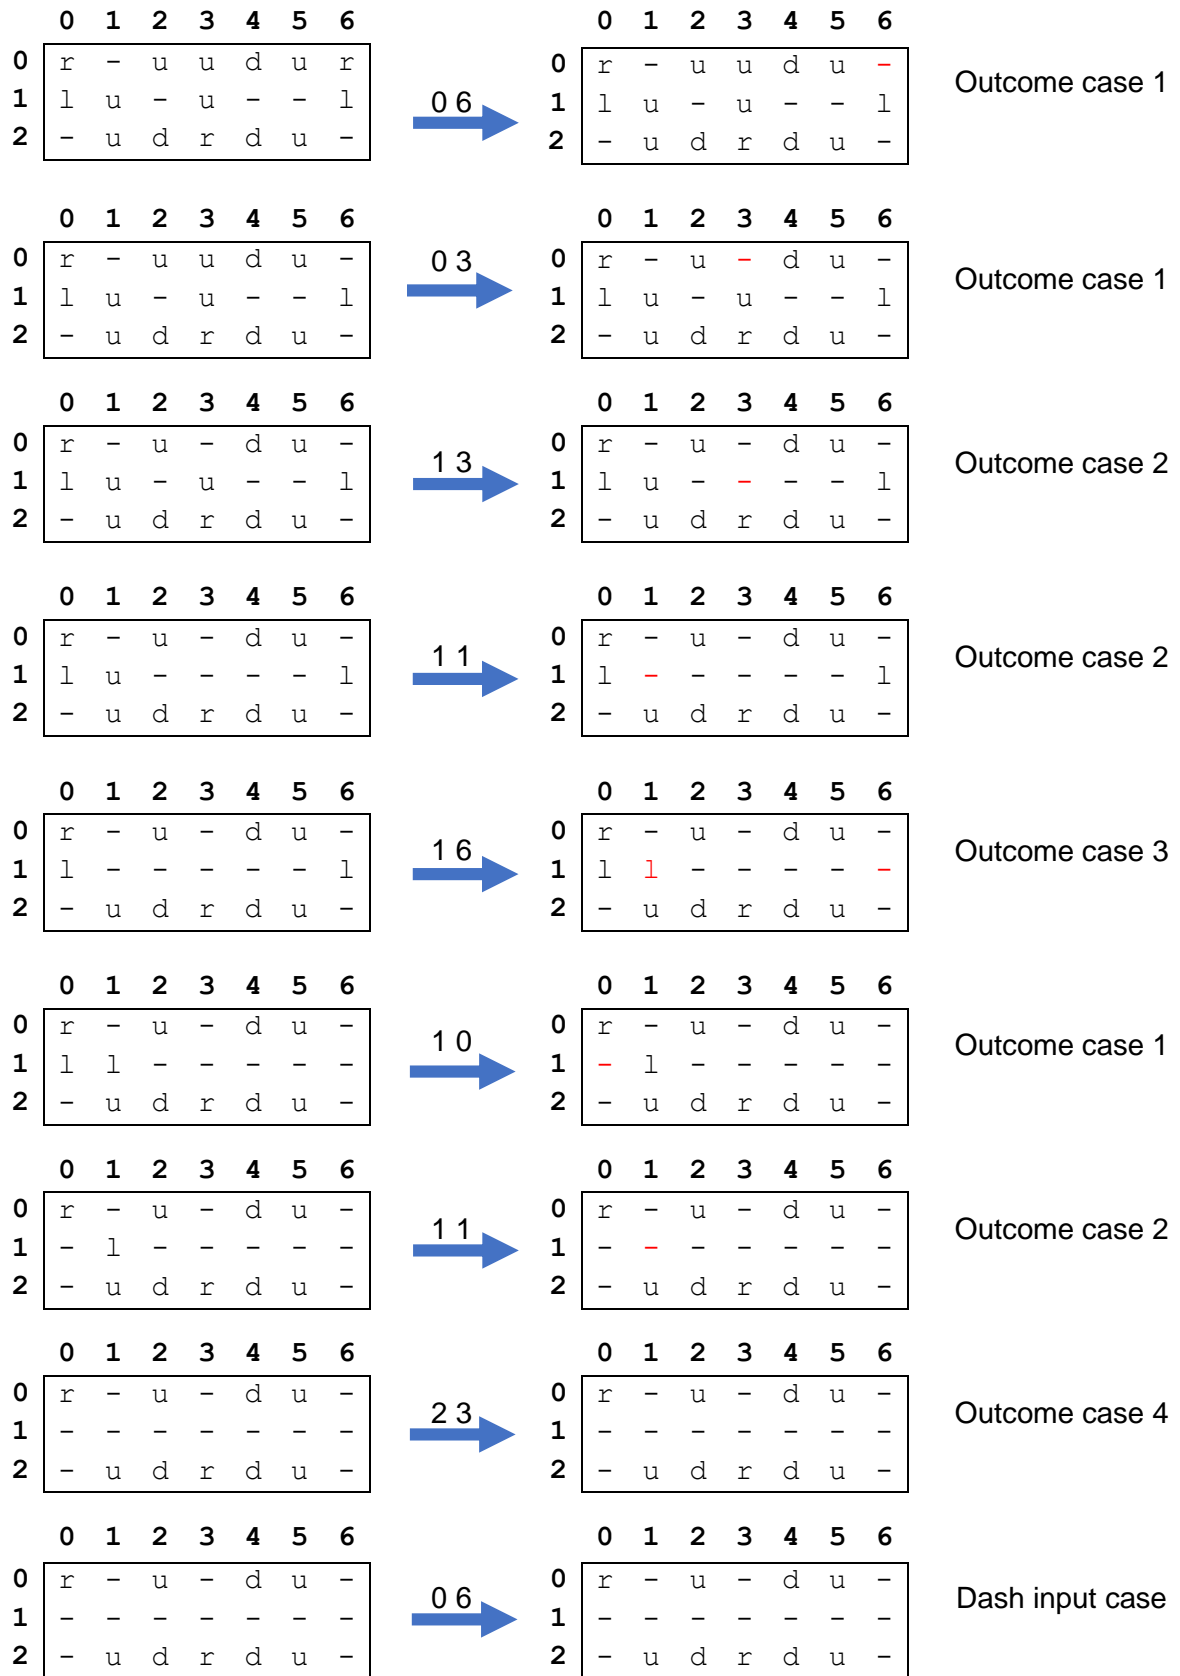 0 1 2 3 4 5 6 0 1 2 3 4 5 6
0 r - u u d u r 0 r - u u d u - Outcome case 1
1 l u - u - - l 0 6 1 l u - u - - l
2 - u d r d u - 2 - u d r d u -
0 1 2 3 4 5 6 0 1 2 3 4 5 6
0 r - u u d u - 0 3 0 r - u - d u - Outcome case 1
1 l u - u - - l 1 l u - u - - l
2 - u d r d u - 2 - u d r d u -
0 1 2 3 4 5 6 0 1 2 3 4 5 6
0 r - u - d u - 1 3 0 r - u - d u - Outcome case 2
1 l u - u - - l 1 l u - - - - l
2 - u d r d u - 2 - u d r d u -
0 1 2 3 4 5 6 0 1 2 3 4 5 6
0 r - u - d u - 1 1 0 r - u - d u - Outcome case 2
1 l u - - - - l 1 l - - - - - l
2 - u d r d u - 2 - u d r d u -
0 1 2 3 4 5 6 0 1 2 3 4 5 6
0 r - u - d u - 1 6 0 r - u - d u - Outcome case 3
1 l - - - - - l 1 l l - - - - -
2 - u d r d u - 2 - u d r d u -
0 1 2 3 4 5 6 0 1 2 3 4 5 6
0 r - u - d u - 1 0 0 r - u - d u - Outcome case 1
1 l l - - - - - 1 - l - - - - -
2 - u d r d u - 2 - u d r d u -
0 1 2 3 4 5 6 0 1 2 3 4 5 6
0 r - u - d u - 1 1 0 r - u - d u - Outcome case 2
1 - l - - - - - 1 - - - - - - -
2 - u d r d u - 2 - u d r d u -
0 1 2 3 4 5 6 0 1 2 3 4 5 6
0 r - u - d u - 2 3 0 r - u - d u - Outcome case 4
1 - - - - - - - 1 - - - - - - -
2 - u d r d u - 2 - u d r d u -
0 1 2 3 4 5 6 0 1 2 3 4 5 6
0 r - u - d u - 0 6 0 r - u - d u - Dash input case
1 - - - - - - - 1 - - - - - - -
2 - u d r d u - 2 - u d r d u -